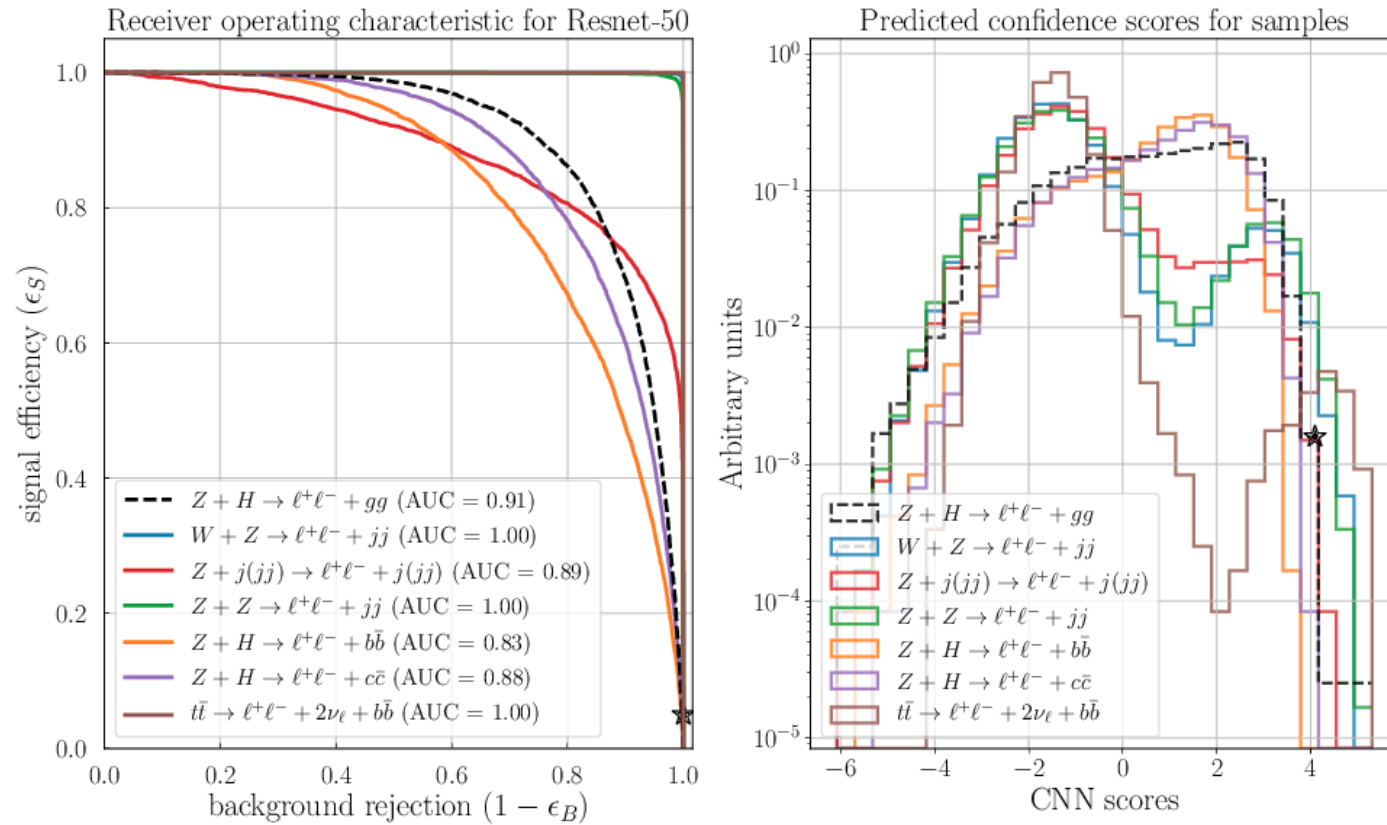 Receiver operating characteristic for Resnet-50
1.0
0.8
0.6
0.4
0.2
0.0
signal efficiency (ϵ_S)
Z + H → ℓ⁺ℓ⁻ + gg (AUC = 0.91)
W + Z → ℓ⁺ℓ⁻ + jj (AUC = 1.00)
Z + j(jj) → ℓ⁺ℓ⁻ + j(jj) (AUC = 0.89)
Z + Z → ℓ⁺ℓ⁻ + jj (AUC = 1.00)
Z + H → ℓ⁺ℓ⁻ + bb̄ (AUC = 0.83)
Z + H → ℓ⁺ℓ⁻ + cc̄ (AUC = 0.88)
tt̄ → ℓ⁺ℓ⁻ + 2ν_ℓ + bb̄ (AUC = 1.00)
0.0 0.2 0.4 0.6 0.8 1.0
background rejection (1 − ϵ_B)
Predicted confidence scores for samples
10⁰
10⁻¹
10⁻²
10⁻³
10⁻⁴
10⁻⁵
Arbitrary units
Z + H → ℓ⁺ℓ⁻ + gg
W + Z → ℓ⁺ℓ⁻ + jj
Z + j(jj) → ℓ⁺ℓ⁻ + j(jj)
Z + Z → ℓ⁺ℓ⁻ + jj
Z + H → ℓ⁺ℓ⁻ + bb̄
Z + H → ℓ⁺ℓ⁻ + cc̄
tt̄ → ℓ⁺ℓ⁻ + 2ν_ℓ + bb̄
−6 −4 −2 0 2 4
CNN scores